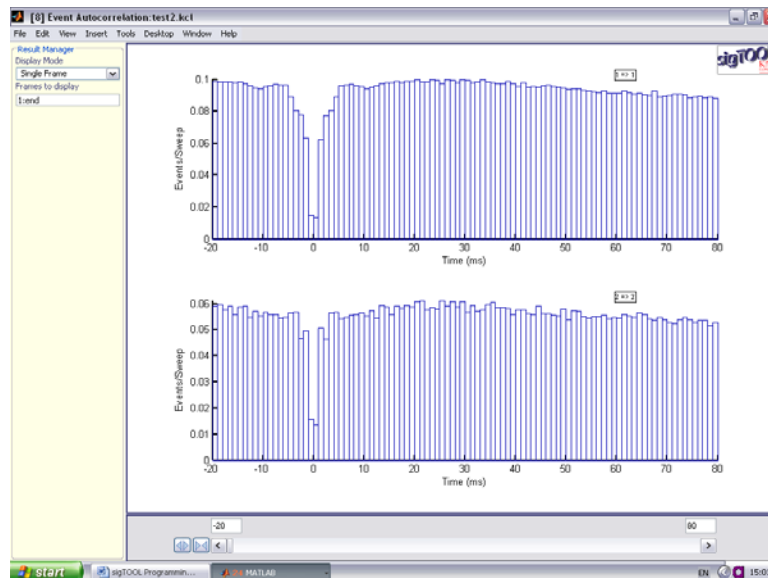 [8] Event Autocorrelation:test2.kcl
File Edit View Insert Tools Desktop Window Help
Result Manager
Display Mode
Single Frame
Frames to display
1:end
sigTOOL
1 => 1
0.1
0.08
0.06
0.04
0.02
0
Events/Sweep
-20 -10 0 10 20 30 40 50 60 70 80
Time (ms)
2 => 2
0.06
0.05
0.04
0.03
0.02
0.01
0
Events/Sweep
-20 -10 0 10 20 30 40 50 60 70 80
Time (ms)
-20 80
start sigTOOL Programmin... MATLAB EN 15:0